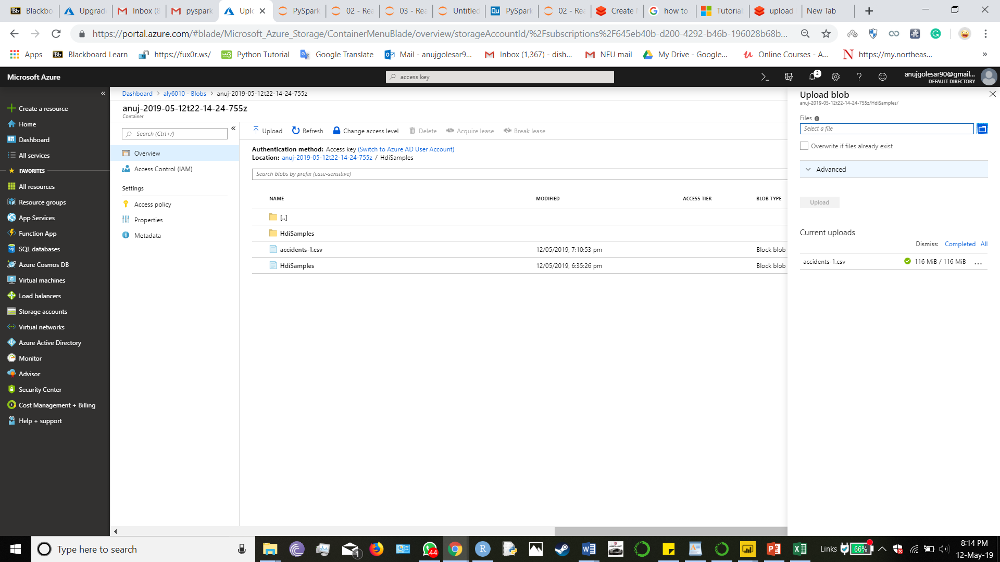 Blackbo
Upgrad
Inbox (8
pyspark
Uplo
PySpark
02 - Rea
03 - Rea
Untitled
PySpark
02 - Rea
Create
how to
Tutorial
upload
New Tab
https://portal.azure.com/#blade/Microsoft_Azure_Storage/ContainerMenuBlade/overview/storageAccountId/%2Fsubscriptions%2F645eb40b-d200-4292-b46b-196028b68b...
Apps
Bb Blackboard Learn
https://fux0r.ws/
w3 Python Tutorial
Google Translate
Mail - anujgolesar9...
Inbox (1,367) - dish...
NEU mail
My Drive - Google...
Online Courses - A...
N https://my.northeas...
»
Microsoft Azure
access key
2
anujgolesar90@gmail...
DEFAULT DIRECTORY
Create a resource
Home
Dashboard
All services
FAVORITES
All resources
Resource groups
App Services
Function App
SQL databases
Azure Cosmos DB
Virtual machines
Load balancers
Storage accounts
Virtual networks
Azure Active Directory
Monitor
Advisor
Security Center
Cost Management + Billing
Help + support
Dashboard > aly6010 - Blobs > anuj-2019-05-12t22-14-24-755z
anuj-2019-05-12t22-14-24-755z
Container
Search (Ctrl+/)
Overview
Access Control (IAM)
Settings
Access policy
Properties
Metadata
Upload Refresh Change access level Delete Acquire lease Break lease
Authentication method: Access key (Switch to Azure AD User Account)
Location: anuj-2019-05-12t22-14-24-755z / HdiSamples
Search blobs by prefix (case-sensitive)
NAME MODIFIED ACCESS TIER BLOB TYPE
[..]
HdiSamples
accidents-1.csv 12/05/2019, 7:10:53 pm Block blob
HdiSamples 12/05/2019, 6:35:26 pm Block blob
Upload blob
anuj-2019-05-12t22-14-24-755z/HdiSamples/
Files
Select a file
Overwrite if files already exist
Advanced
Upload
Current uploads
Dismiss: Completed All
accidents-1.csv 116 MiB / 116 MiB ...
Type here to search
1
44
Links
66%
8:14 PM
12-May-19